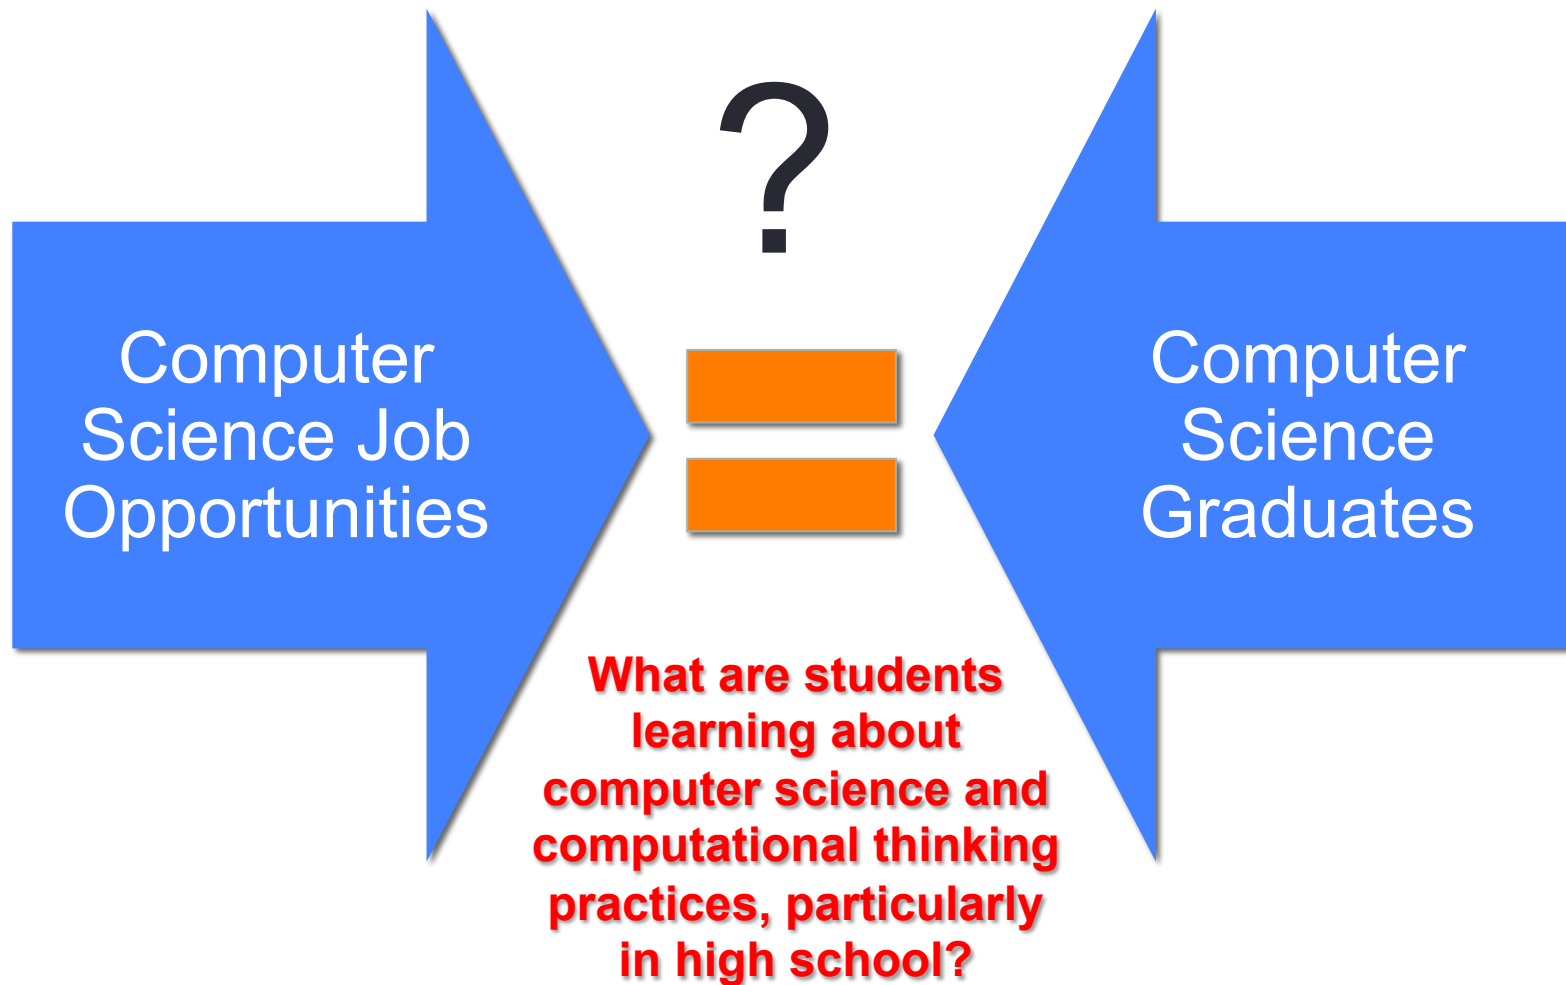 ?
Computer
Science Job
Opportunities
Computer
Science
Graduates
What are students
learning about
computer science and
computational thinking
practices, particularly
in high school?